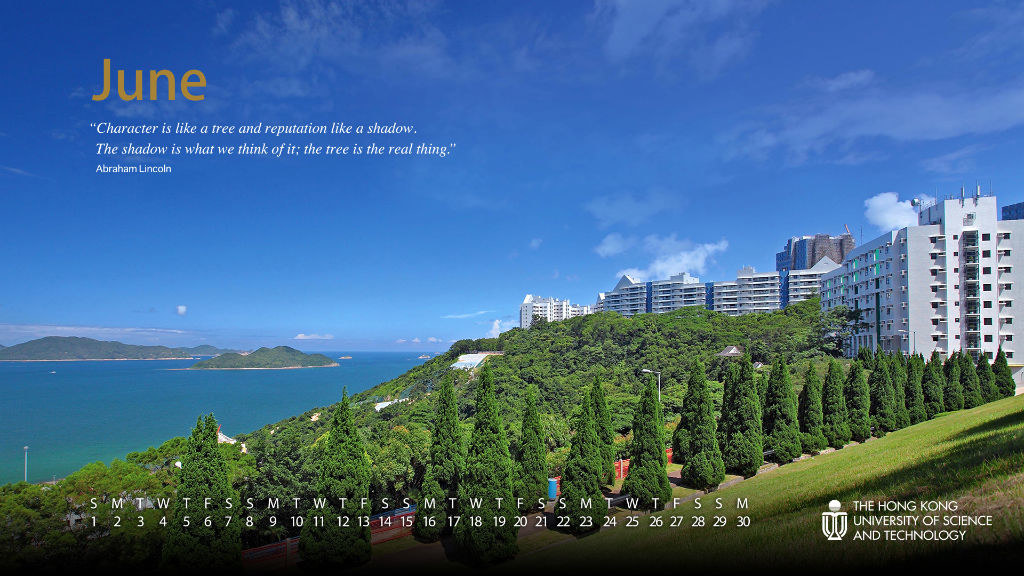 June
“Character is like a tree and reputation like a shadow.
The shadow is what we think of it; the tree is the real thing.”
Abraham Lincoln
S M T W T F S S M T W T F S S M T W T F S S M T W T F S S M
1 2 3 4 5 6 7 8 9 10 11 12 13 14 15 16 17 18 19 20 21 22 23 24 25 26 27 28 29 30
THE HONG KONG
UNIVERSITY OF SCIENCE
AND TECHNOLOGY